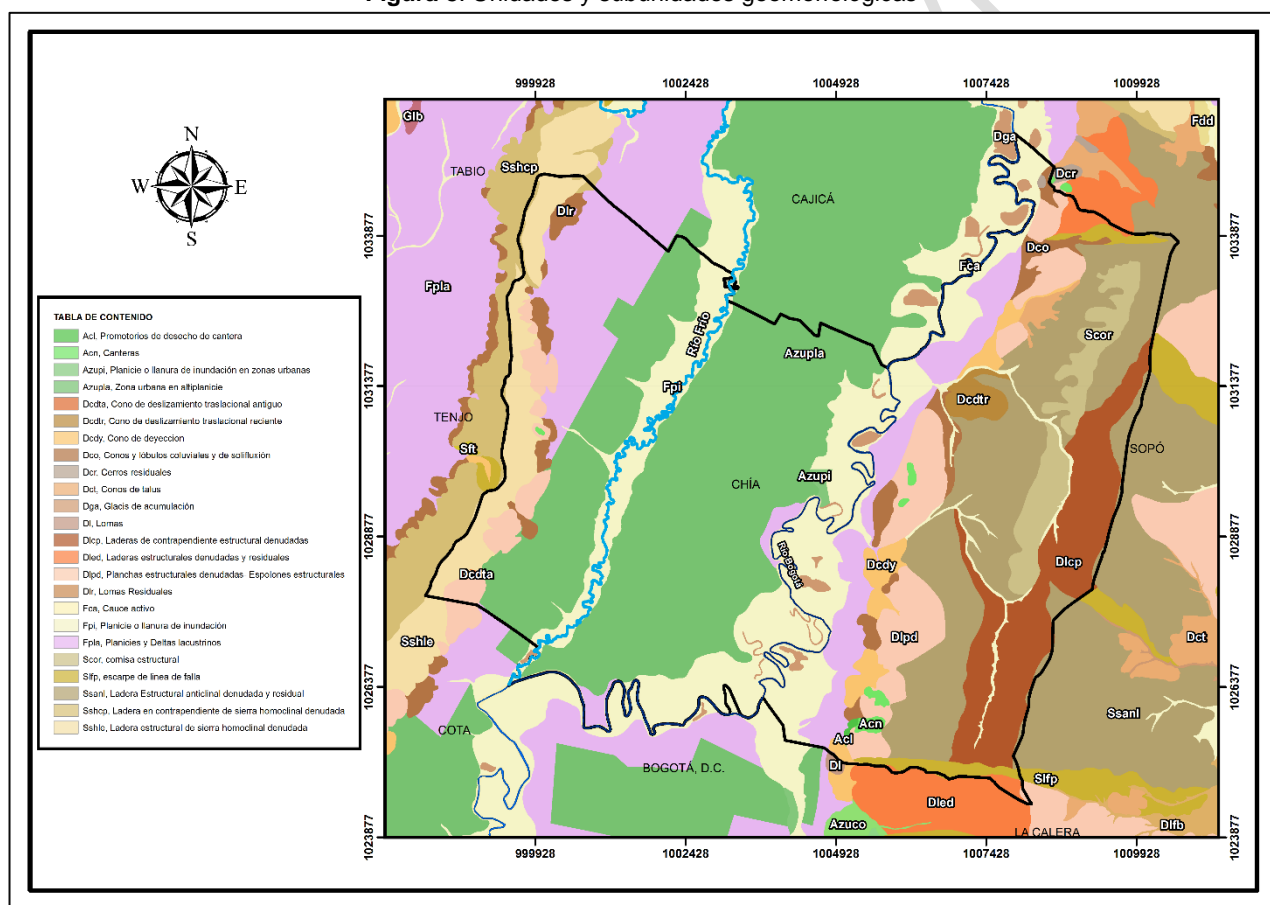 Figura 3. Unidades y subunidades geomorfológicas
999928 1002428 1004928 1007428 1009928
N
W E
S
TABLA DE CONTENIDO
Acl. Promotorios de desecho de cantera
Acn, Canteras
Azupi, Planicie o llanura de inundación en zonas urbanas
Azupla, Zona urbana en altiplanicie
Dcdta, Cono de deslizamiento traslacional antiguo
Dcdtr, Cono de deslizamiento traslacional reciente
Dcdy. Cono de deyeccion
Dco, Conos y lóbulos coluviales y de solifluxión
Dcr. Cerros residuales
Dct, Conos de talus
Dga, Glacis de acumulación
Dl, Lomas
Dlcp, Laderas de contrapendiente estructural denudadas
Dled, Laderas estructurales denudadas y residuales
Dlpd, Planchas estructurales denudadas Espolones estructurales
Dlr, Lomas Residuales
Fca, Cauce activo
Fpi, Planicie o llanura de inundación
Fpla, Planicies y Deltas lacustrinos
Scor, cornisa estructural
Slfp, escape de linea de falla
Ssanl, Ladera Estructural anticlinal denudada y residual
Sshcp. Ladera en contrapendiente de sierra homoclinal denudada
Sshle, Ladera estructural de sierra homoclinal denudada
1033877
1031377
1028877
1026377
1023877
Glb
TABIO
Sshcp
Dlr
CAJICÁ
Dga
Fdd
Dcr
Dco
Fca
Fpla
Scor
Río Frío
Azupla
Fpi
Dcdtr
TENJO
Sft
SOPÓ
CHÍA
Azupi
Río Bogotá
Dcdta
Dcdy
Dlcp
Sshle
Dlpd
Dct
Ssanl
COTA
Acn
Acl
Dl
BOGOTÁ, D.C.
Slfp
Dled
Azuco
LA CALERA
Dlfb
1033877
1031377
1028877
1026377
1023877
999928 1002428 1004928 1007428 1009928